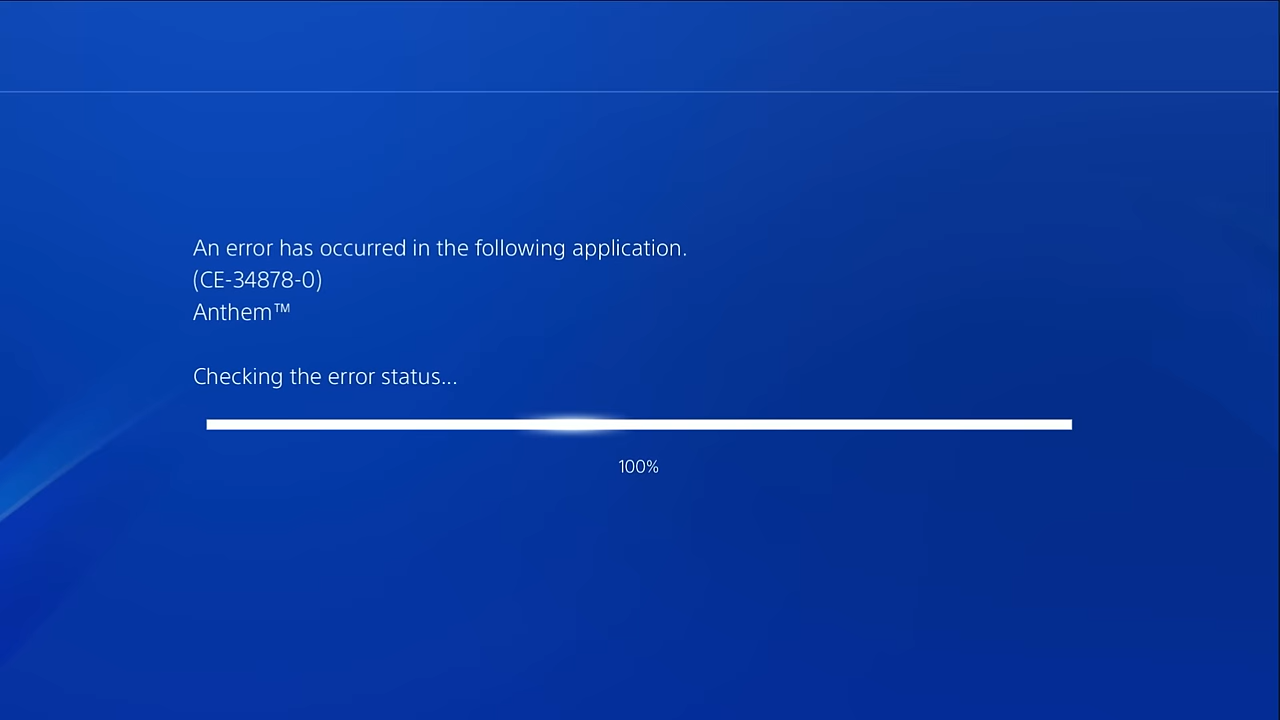 An error has occurred in the following application.
(CE-34878-0)
Anthem™
Checking the error status...
100%